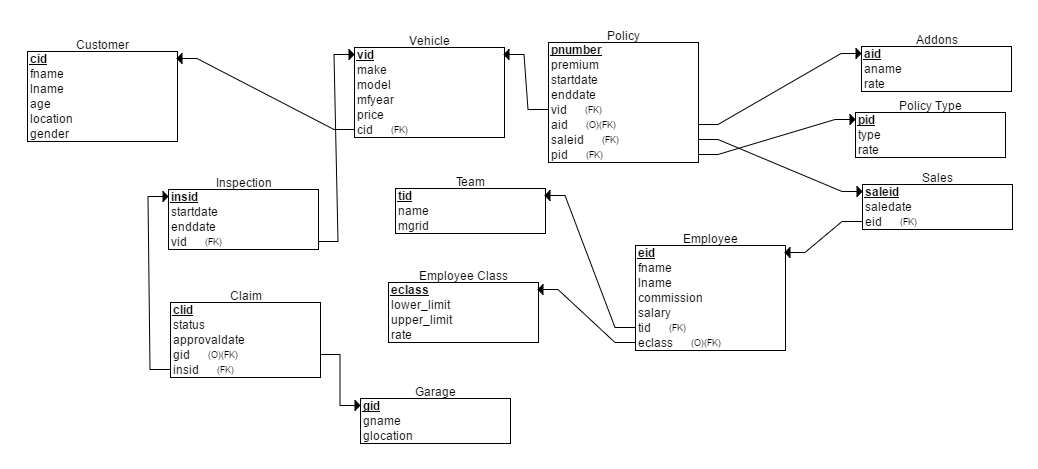 Customer
cid
fname
lname
age
location
gender
Vehicle
vid
make
model
mfyear
price
cid (FK)
Policy
pnumber
premium
startdate
enddate
vid (FK)
aid (O)(FK)
saleid (FK)
pid (FK)
Addons
aid
aname
rate
Policy Type
pid
type
rate
Inspection
insid
startdate
enddate
vid (FK)
Team
tid
name
mgrid
Sales
saleid
saledate
eid (FK)
Employee
eid
fname
lname
commission
salary
tid (FK)
eclass (O)(FK)
Employee Class
eclass
lower_limit
upper_limit
rate
Claim
clid
status
approvaldate
gid (O)(FK)
insid (FK)
Garage
gid
gname
glocation